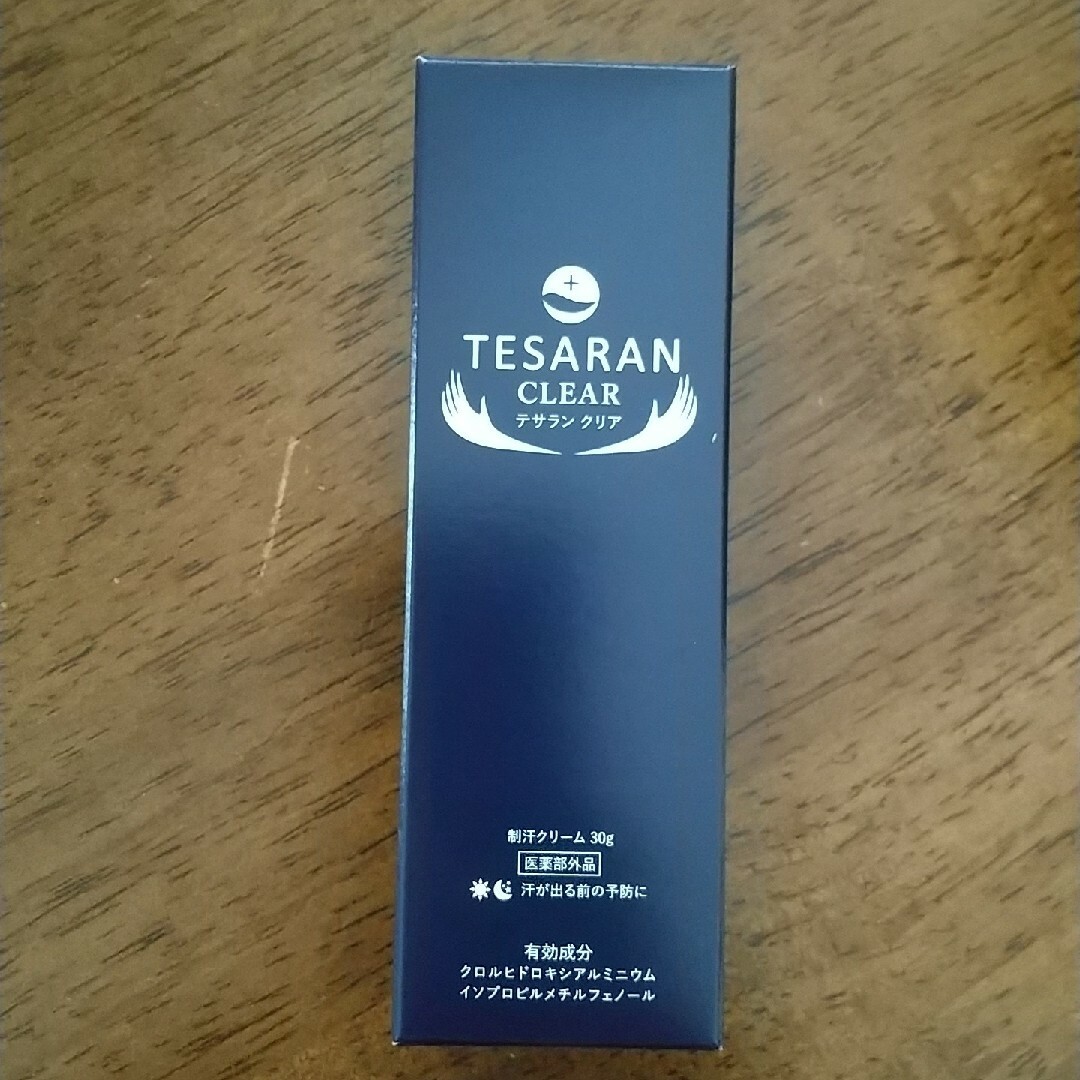 TESARAN
CLEAR
テサラン クリア
制汗クリーム 30g
医薬部外品
汗が出る前の予防に
有効成分
クロルヒドロキシアルミニウム
イソプロピルメチルフェノール